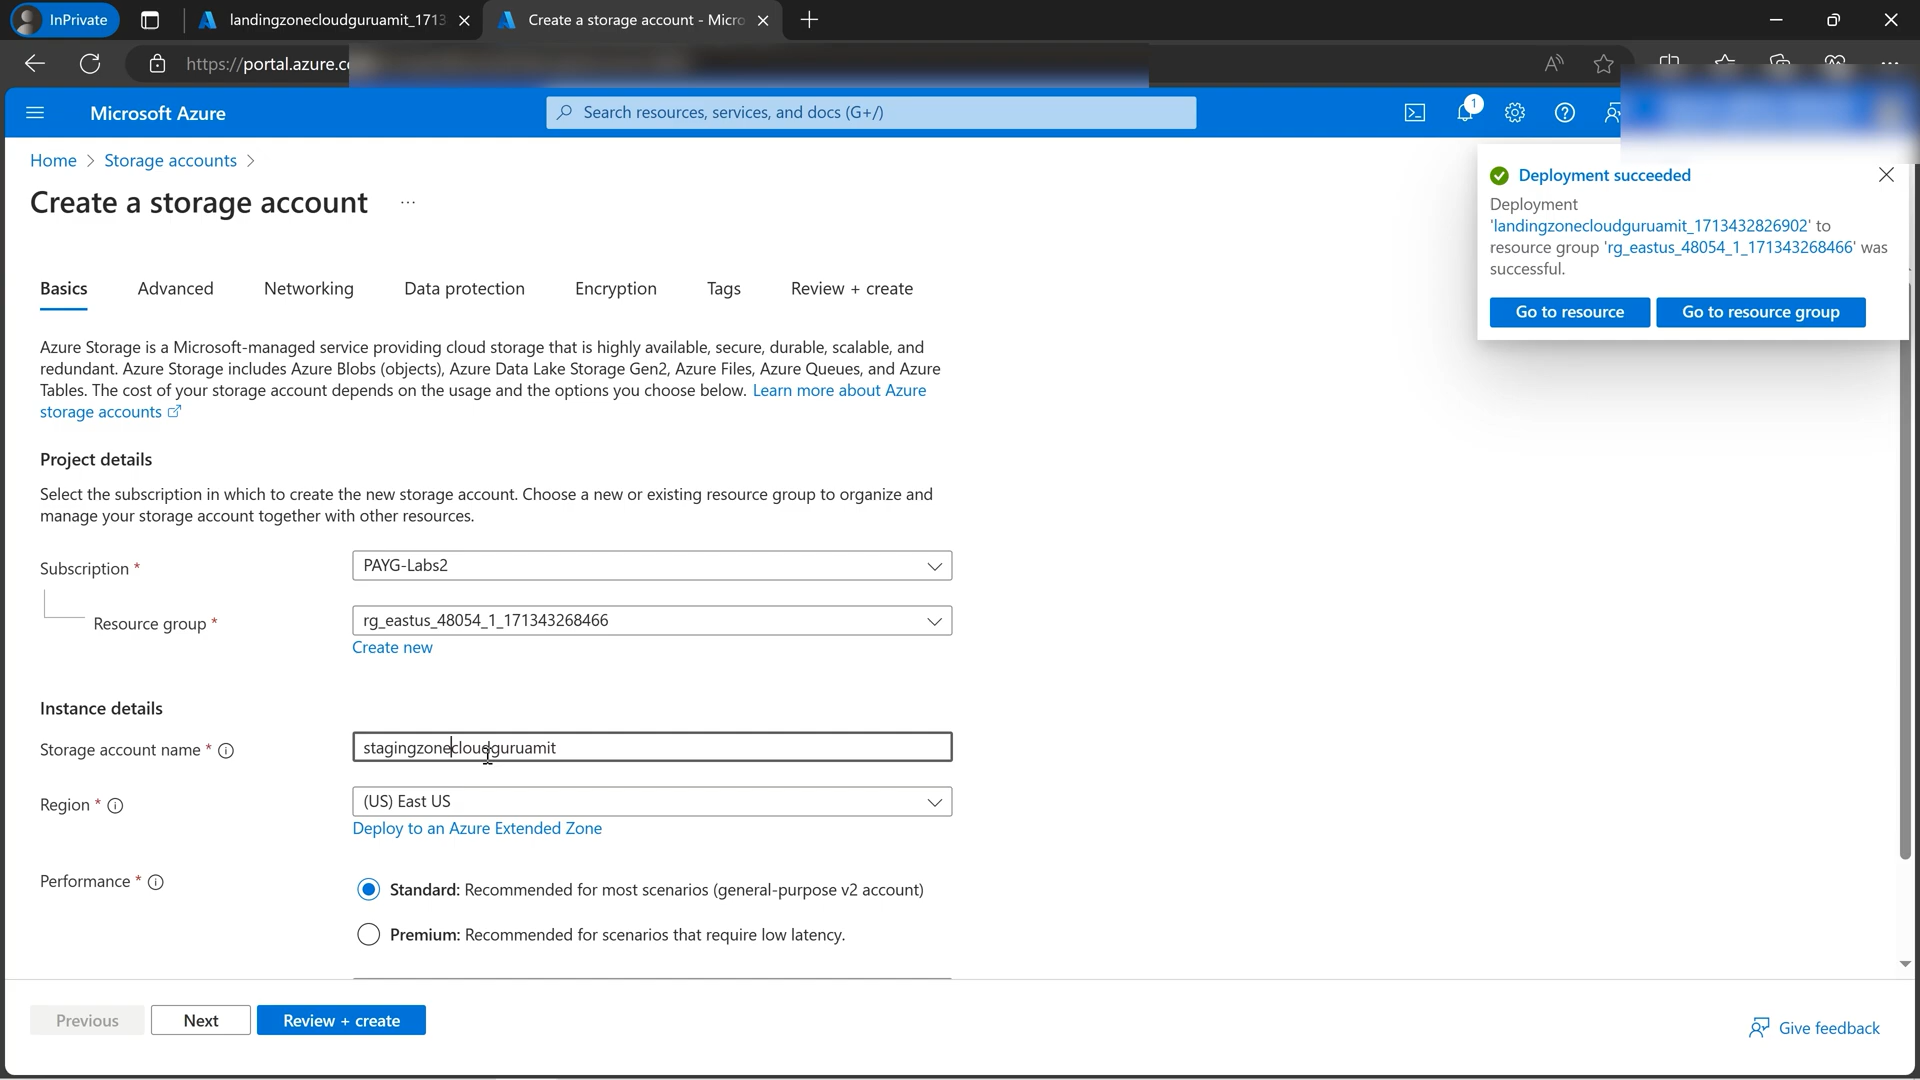 InPrivate
landingzonecloudguruamit_1713
Create a storage account - Micro
https://portal.azure.c
Microsoft Azure
Search resources, services, and docs (G+/)
1
Home > Storage accounts >
Create a storage account ...
Deployment succeeded
Deployment
'landingzonecloudguruamit_1713432826902' to
resource group 'rg_eastus_48054_1_171343268466' was
successful.
Go to resource
Go to resource group
Basics
Advanced
Networking
Data protection
Encryption
Tags
Review + create
Azure Storage is a Microsoft-managed service providing cloud storage that is highly available, secure, durable, scalable, and
redundant. Azure Storage includes Azure Blobs (objects), Azure Data Lake Storage Gen2, Azure Files, Azure Queues, and Azure
Tables. The cost of your storage account depends on the usage and the options you choose below. Learn more about Azure
storage accounts
Project details
Select the subscription in which to create the new storage account. Choose a new or existing resource group to organize and
manage your storage account together with other resources.
Subscription *
PAYG-Labs2
Resource group *
rg_eastus_48054_1_171343268466
Create new
Instance details
Storage account name *
stagingzonecloudguruamit
Region *
(US) East US
Deploy to an Azure Extended Zone
Performance *
Standard: Recommended for most scenarios (general-purpose v2 account)
Premium: Recommended for scenarios that require low latency.
Previous
Next
Review + create
Give feedback